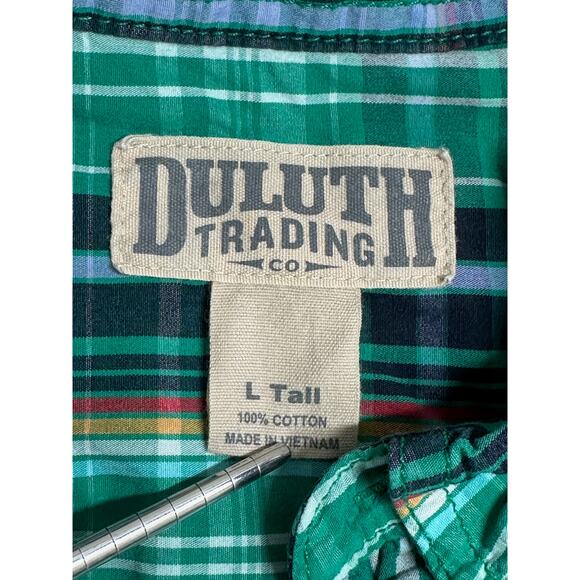 DULUTH
TRADING
CO
L Tall
100% COTTON
MADE IN VIETNAM